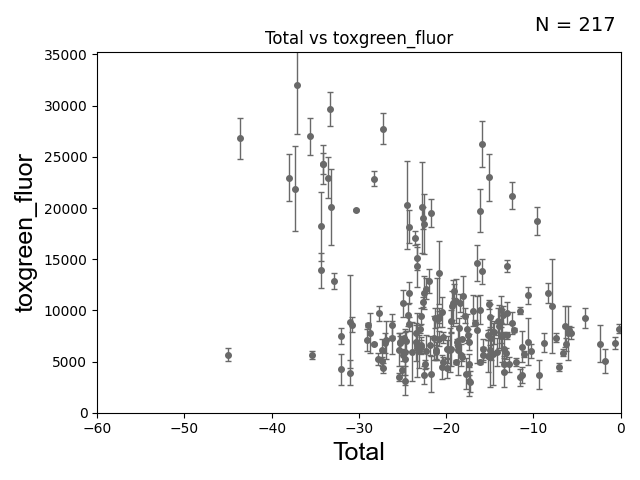 N = 217
Total vs toxgreen_fluor
35000
30000
25000
20000
15000
10000
5000
0
toxgreen_fluor
−60 −50 −40 −30 −20 −10 0
Total